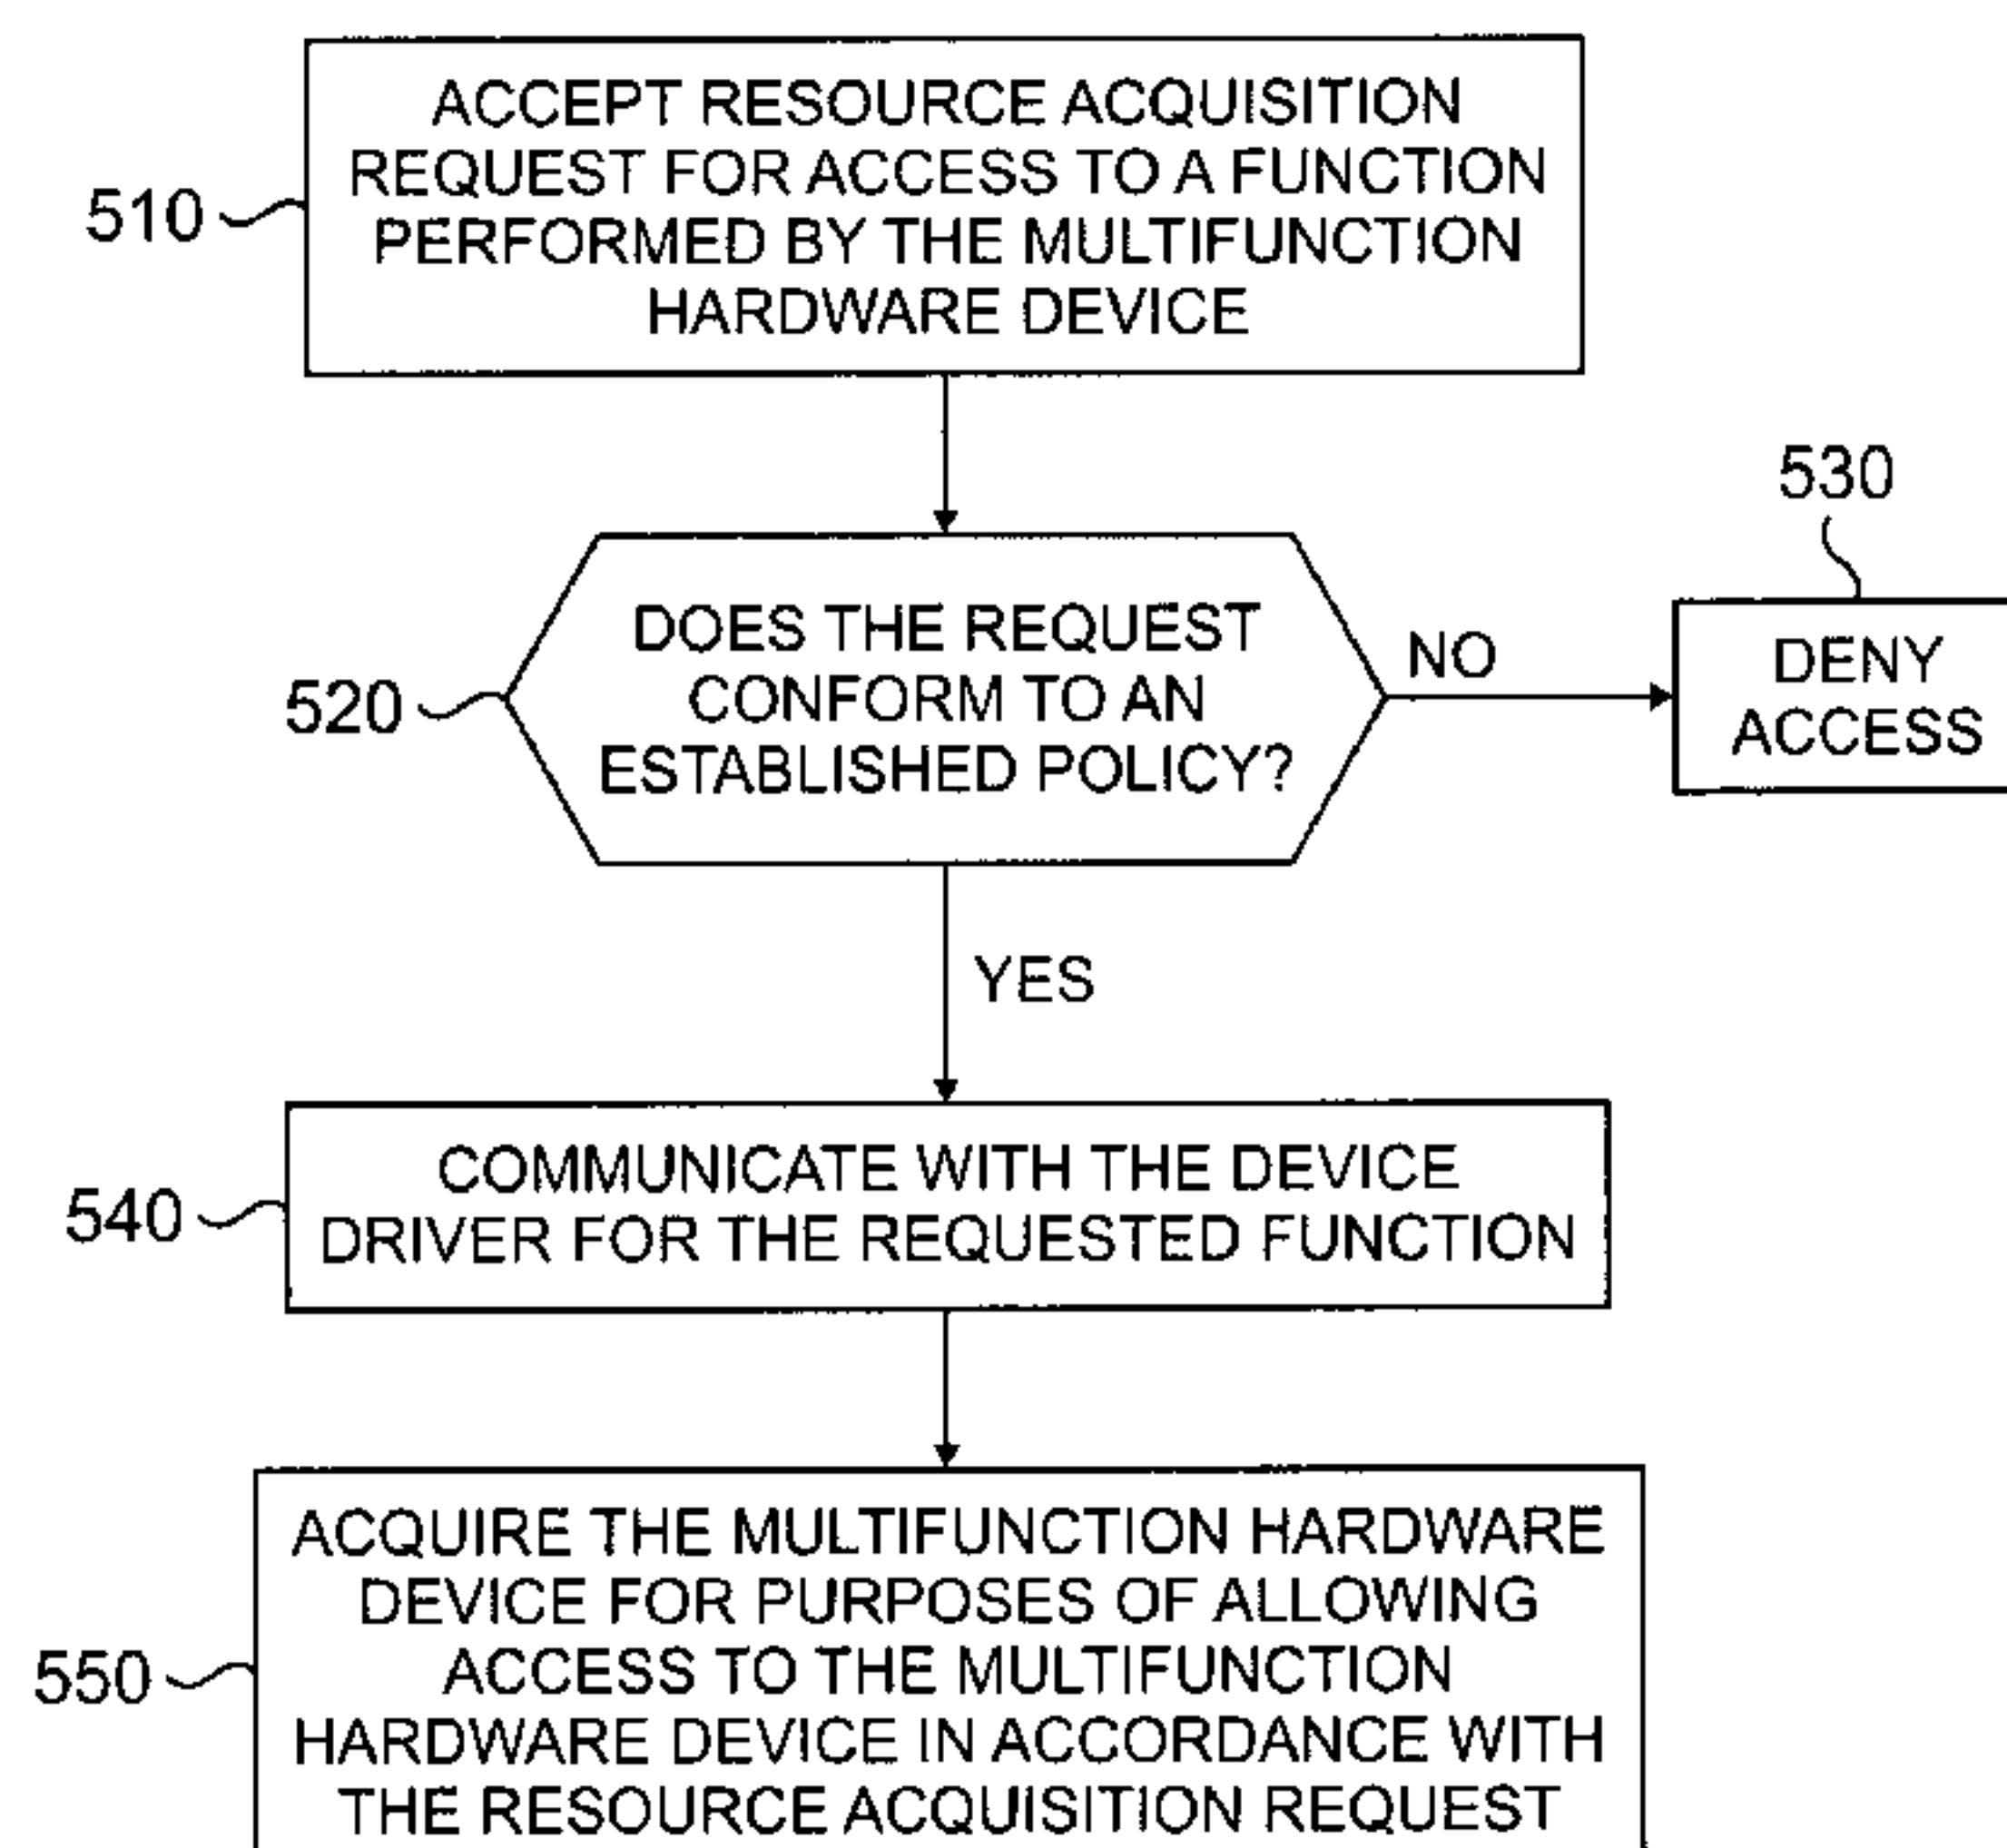 ACCEPT RESOURCE ACQUISITION
REQUEST FOR ACCESS TO A FUNCTION
PERFORMED BY THE MULTIFUNCTION
HARDWARE DEVICE
510
530
DOES THE REQUEST
CONFORM TO AN
ESTABLISHED POLICY?
520
NO
DENY
ACCESS
YES
COMMUNICATE WITH THE DEVICE
DRIVER FOR THE REQUESTED FUNCTION
540
ACQUIRE THE MULTIFUNCTION HARDWARE
DEVICE FOR PURPOSES OF ALLOWING
ACCESS TO THE MULTIFUNCTION
HARDWARE DEVICE IN ACCORDANCE WITH
THE RESOURCE ACQUISITION REQUEST
550